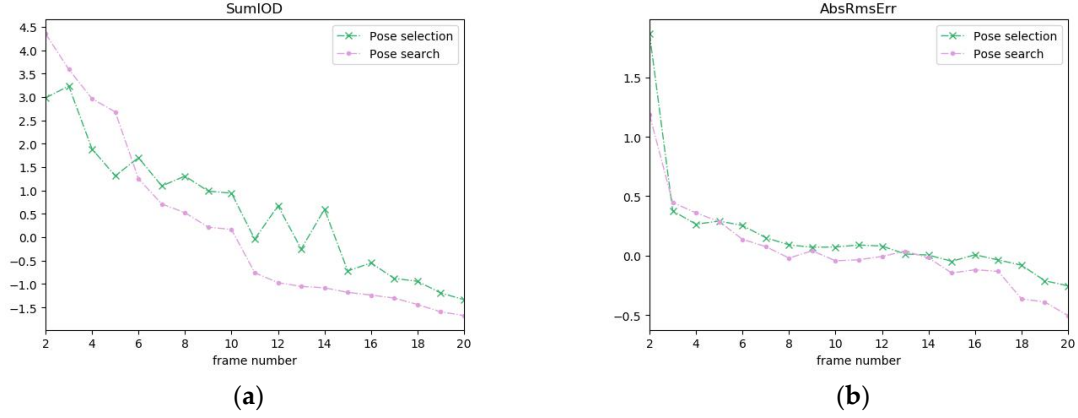 SumIOD
4.5
4.0
3.5
3.0
2.5
2.0
1.5
1.0
0.5
0.0
−0.5
−1.0
−1.5
2 4 6 8 10 12 14 16 18 20
frame number
Pose selection
Pose search
(a)
AbsRmsErr
1.5
1.0
0.5
0.0
−0.5
2 4 6 8 10 12 14 16 18 20
frame number
Pose selection
Pose search
(b)